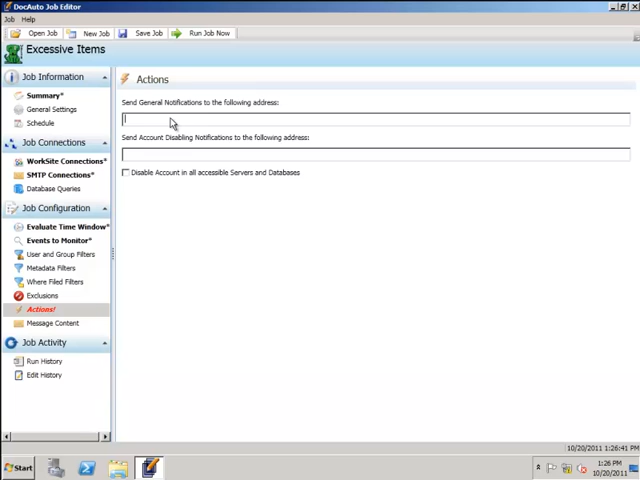 DocAuto Job Editor
Job Help
Open Job New Job Save Job Run Job Now
Excessive Items
Job Information
Summary*
General Settings
Schedule
Job Connections
WorkSite Connections*
SMTP Connections*
Database Queries
Job Configuration
Evaluate Time Window*
Events to Monitor*
User and Group Filters
Metadata Filters
Where Filed Filters
Exclusions
Actions!
Message Content
Job Activity
Run History
Edit History
Actions
Send General Notifications to the following address:
Send Account Disabling Notifications to the following address:
Disable Account in all accessible Servers and Databases
10/20/2011 1:26:41 PM
Start
1:26 PM
10/20/2011